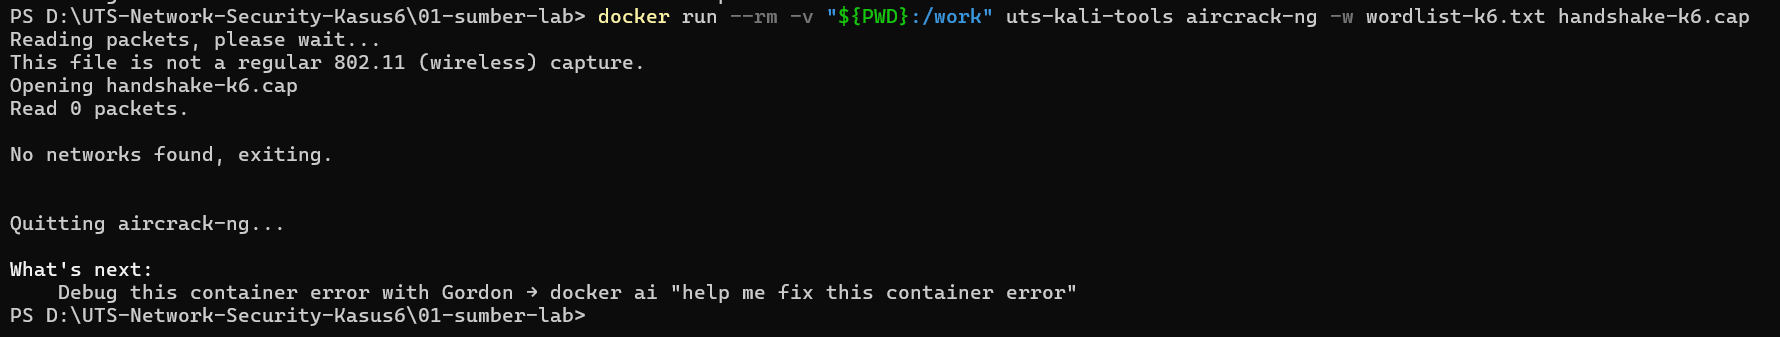 PS D:\UTS-Network-Security-Kasus6\01-sumber-lab> docker run --rm -v "${PWD}:/work" uts-kali-tools aircrack-ng -w wordlist-k6.txt handshake-k6.cap
Reading packets, please wait...
This file is not a regular 802.11 (wireless) capture.
Opening handshake-k6.cap
Read 0 packets.
No networks found, exiting.
Quitting aircrack-ng...
What's next:
Debug this container error with Gordon → docker ai "help me fix this container error"
PS D:\UTS-Network-Security-Kasus6\01-sumber-lab>